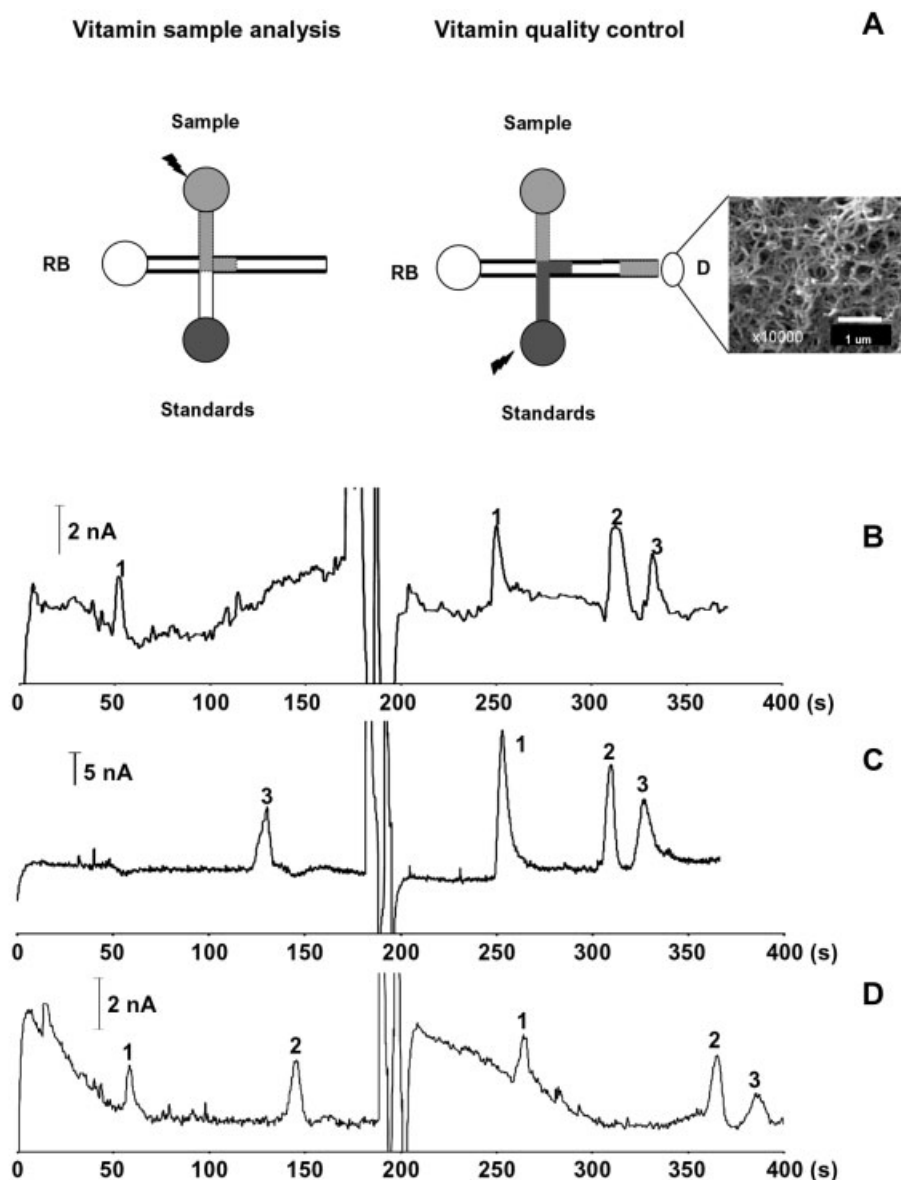 Vitamin sample analysis Vitamin quality control A
Sample Sample
RB RB D
x10000 1 um
Standards Standards
2 nA 1 1 2 3 B
0 50 100 150 200 250 300 350 400 (s)
5 nA 3 1 2 3 C
0 50 100 150 200 250 300 350 400 (s)
2 nA 1 2 1 2 3 D
0 50 100 150 200 250 300 350 400 (s)